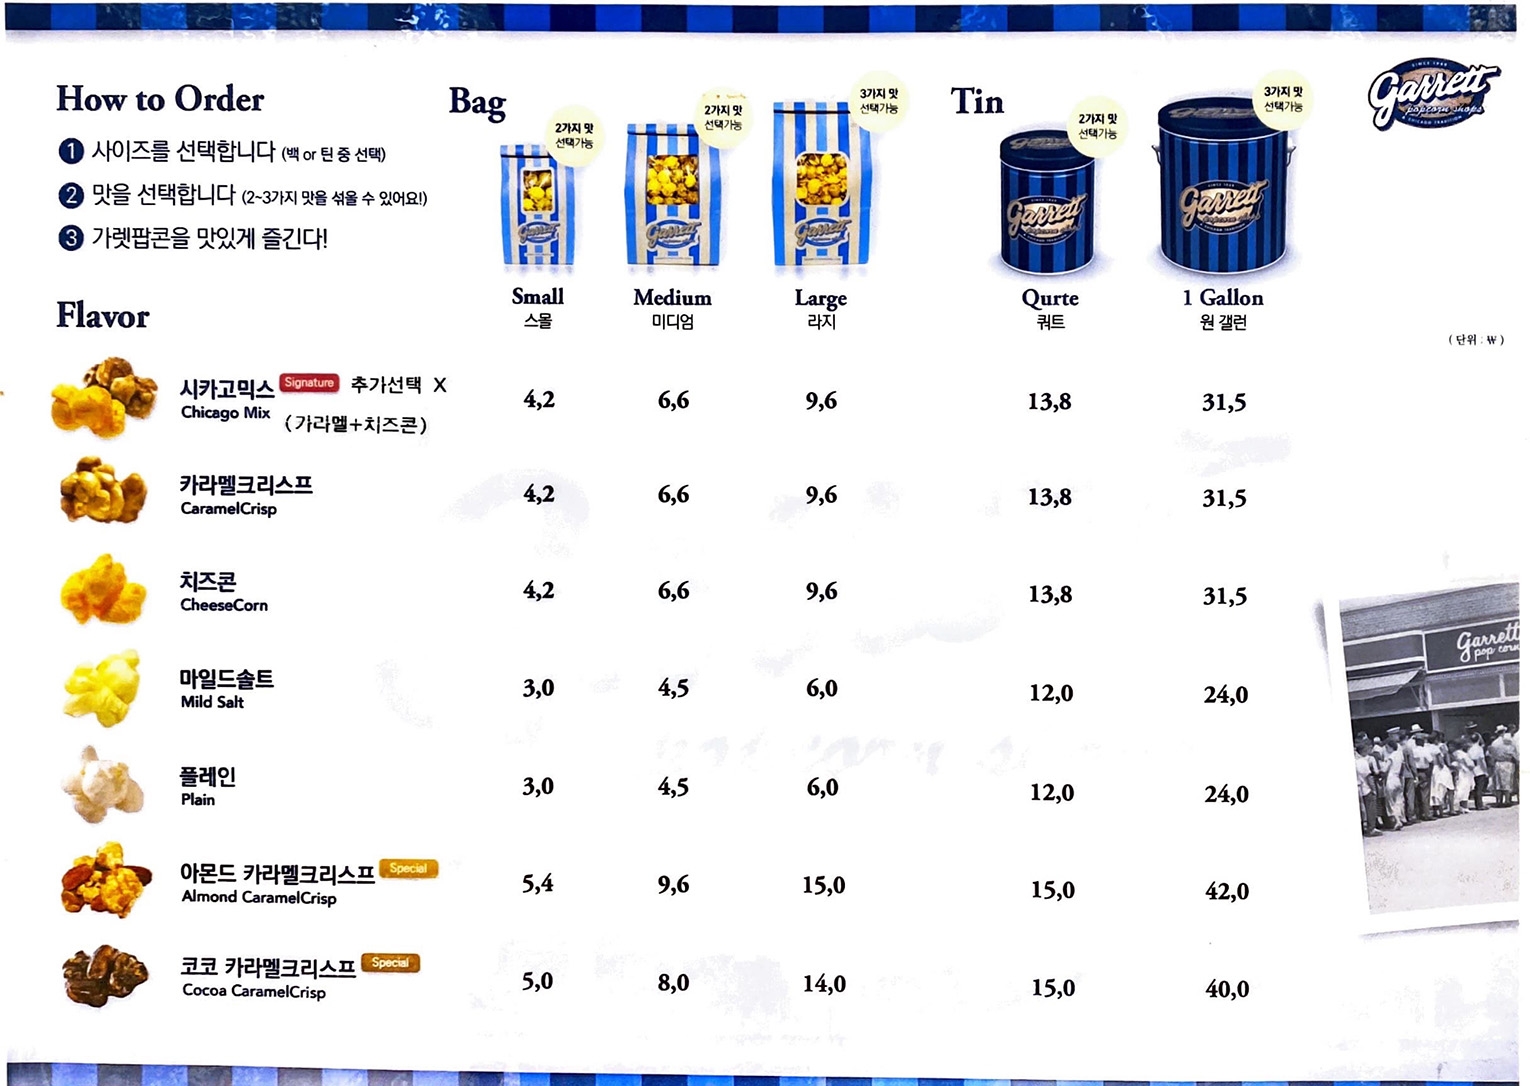 Garrett
popcorn shops
SINCE 1949
A CHICAGO TRADITION
How to Order
1 사이즈를 선택합니다 (백 or 틴 중 선택)
2 맛을 선택합니다 (2~3가지 맛을 섞을 수 있어요!)
3 가렛팝콘을 맛있게 즐긴다!
Bag
2가지 맛
선택가능
2가지 맛
선택가능
3가지 맛
선택가능
Tin
2가지 맛
선택가능
3가지 맛
선택가능
Garrett
Garrett
Garrett
Garrett
Garrett
Small
스몰
Medium
미디엄
Large
라지
Qurte
쿼트
1 Gallon
원 갤런
Flavor
(단위 : ₩)
시카고믹스 Signature 추가선택 X
Chicago Mix (가라멜+치즈콘)
4,2 6,6 9,6 13,8 31,5
카라멜크리스프
CaramelCrisp
4,2 6,6 9,6 13,8 31,5
치즈콘
CheeseCorn
4,2 6,6 9,6 13,8 31,5
마일드솔트
Mild Salt
3,0 4,5 6,0 12,0 24,0
플레인
Plain
3,0 4,5 6,0 12,0 24,0
아몬드 카라멜크리스프 Special
Almond CaramelCrisp
5,4 9,6 15,0 15,0 42,0
코코 카라멜크리스프 Special
Cocoa CaramelCrisp
5,0 8,0 14,0 15,0 40,0
Garrett
pop corn